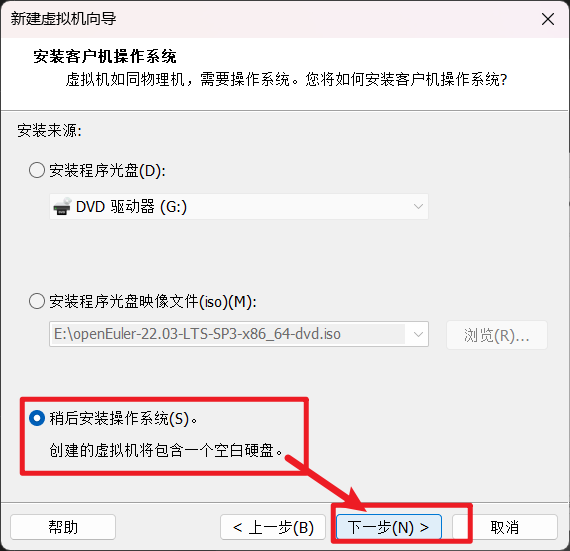 新建虚拟机向导
安装客户机操作系统
虚拟机如同物理机，需要操作系统。您将如何安装客户机操作系统?
安装来源:
安装程序光盘(D):
DVD 驱动器 (G:)
安装程序光盘映像文件(iso)(M):
E:\openEuler-22.03-LTS-SP3-x86_64-dvd.iso
浏览(R)...
稍后安装操作系统(S)。
创建的虚拟机将包含一个空白硬盘。
帮助
< 上一步(B)
下一步(N) >
取消